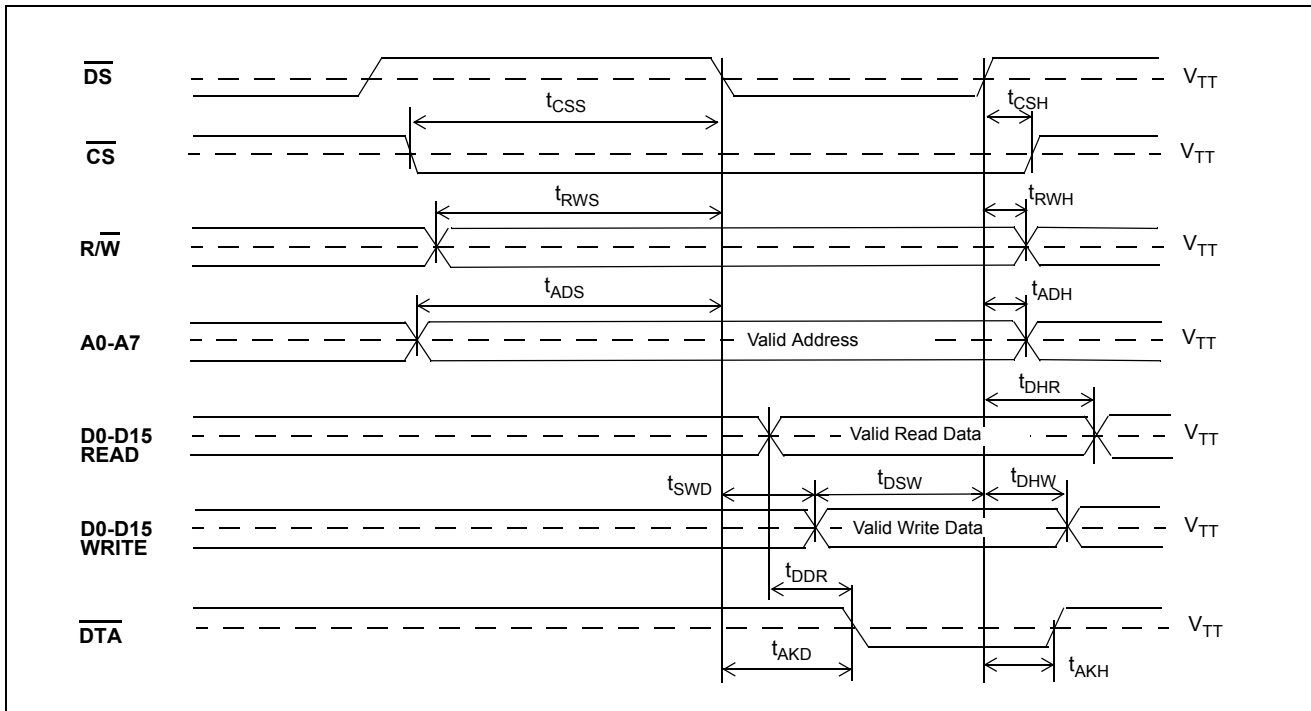 DS
V_TT
t_CSS
t_CSH
CS
V_TT
t_RWS
t_RWH
R/W
V_TT
t_ADS
t_ADH
A0-A7
Valid Address
V_TT
t_DHR
D0-D15
READ
Valid Read Data
V_TT
t_SWD
t_DSW
t_DHW
D0-D15
WRITE
Valid Write Data
V_TT
t_DDR
DTA
V_TT
t_AKD
t_AKH